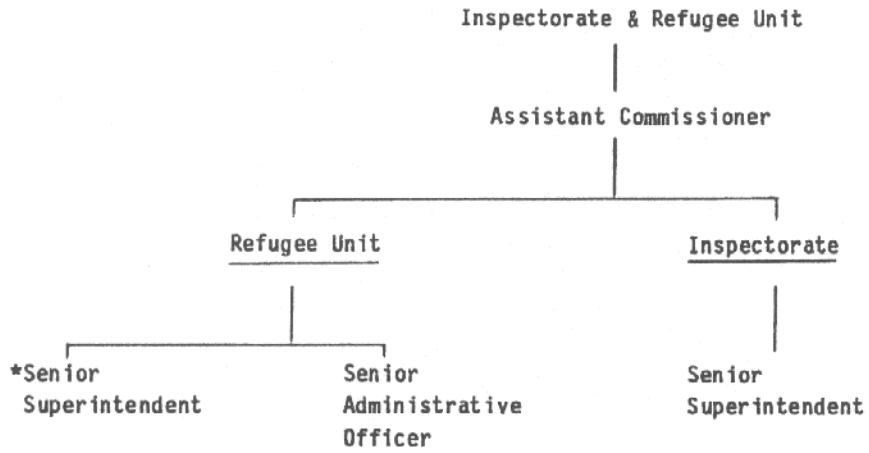 Inspectorate & Refugee Unit
Assistant Commissioner
Refugee Unit
Inspectorate
*Senior
Superintendent
Senior
Administrative
Officer
Senior
Superintendent